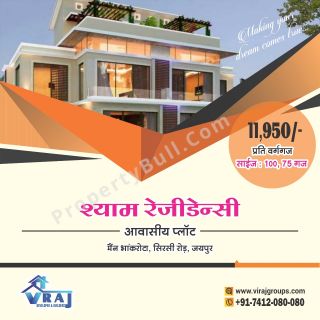 Making your
dream comes true...
PropertyBull.Com
11,950/-
प्रति वर्गगज
साईज : 100, 75 गज
श्याम रेजीडेन्सी
आवासीय प्लॉट
मैन भांकरोटा, सिरसी रोड़, जयपुर
VIRAJ
www.virajgroups.com
+91-7412-080-080